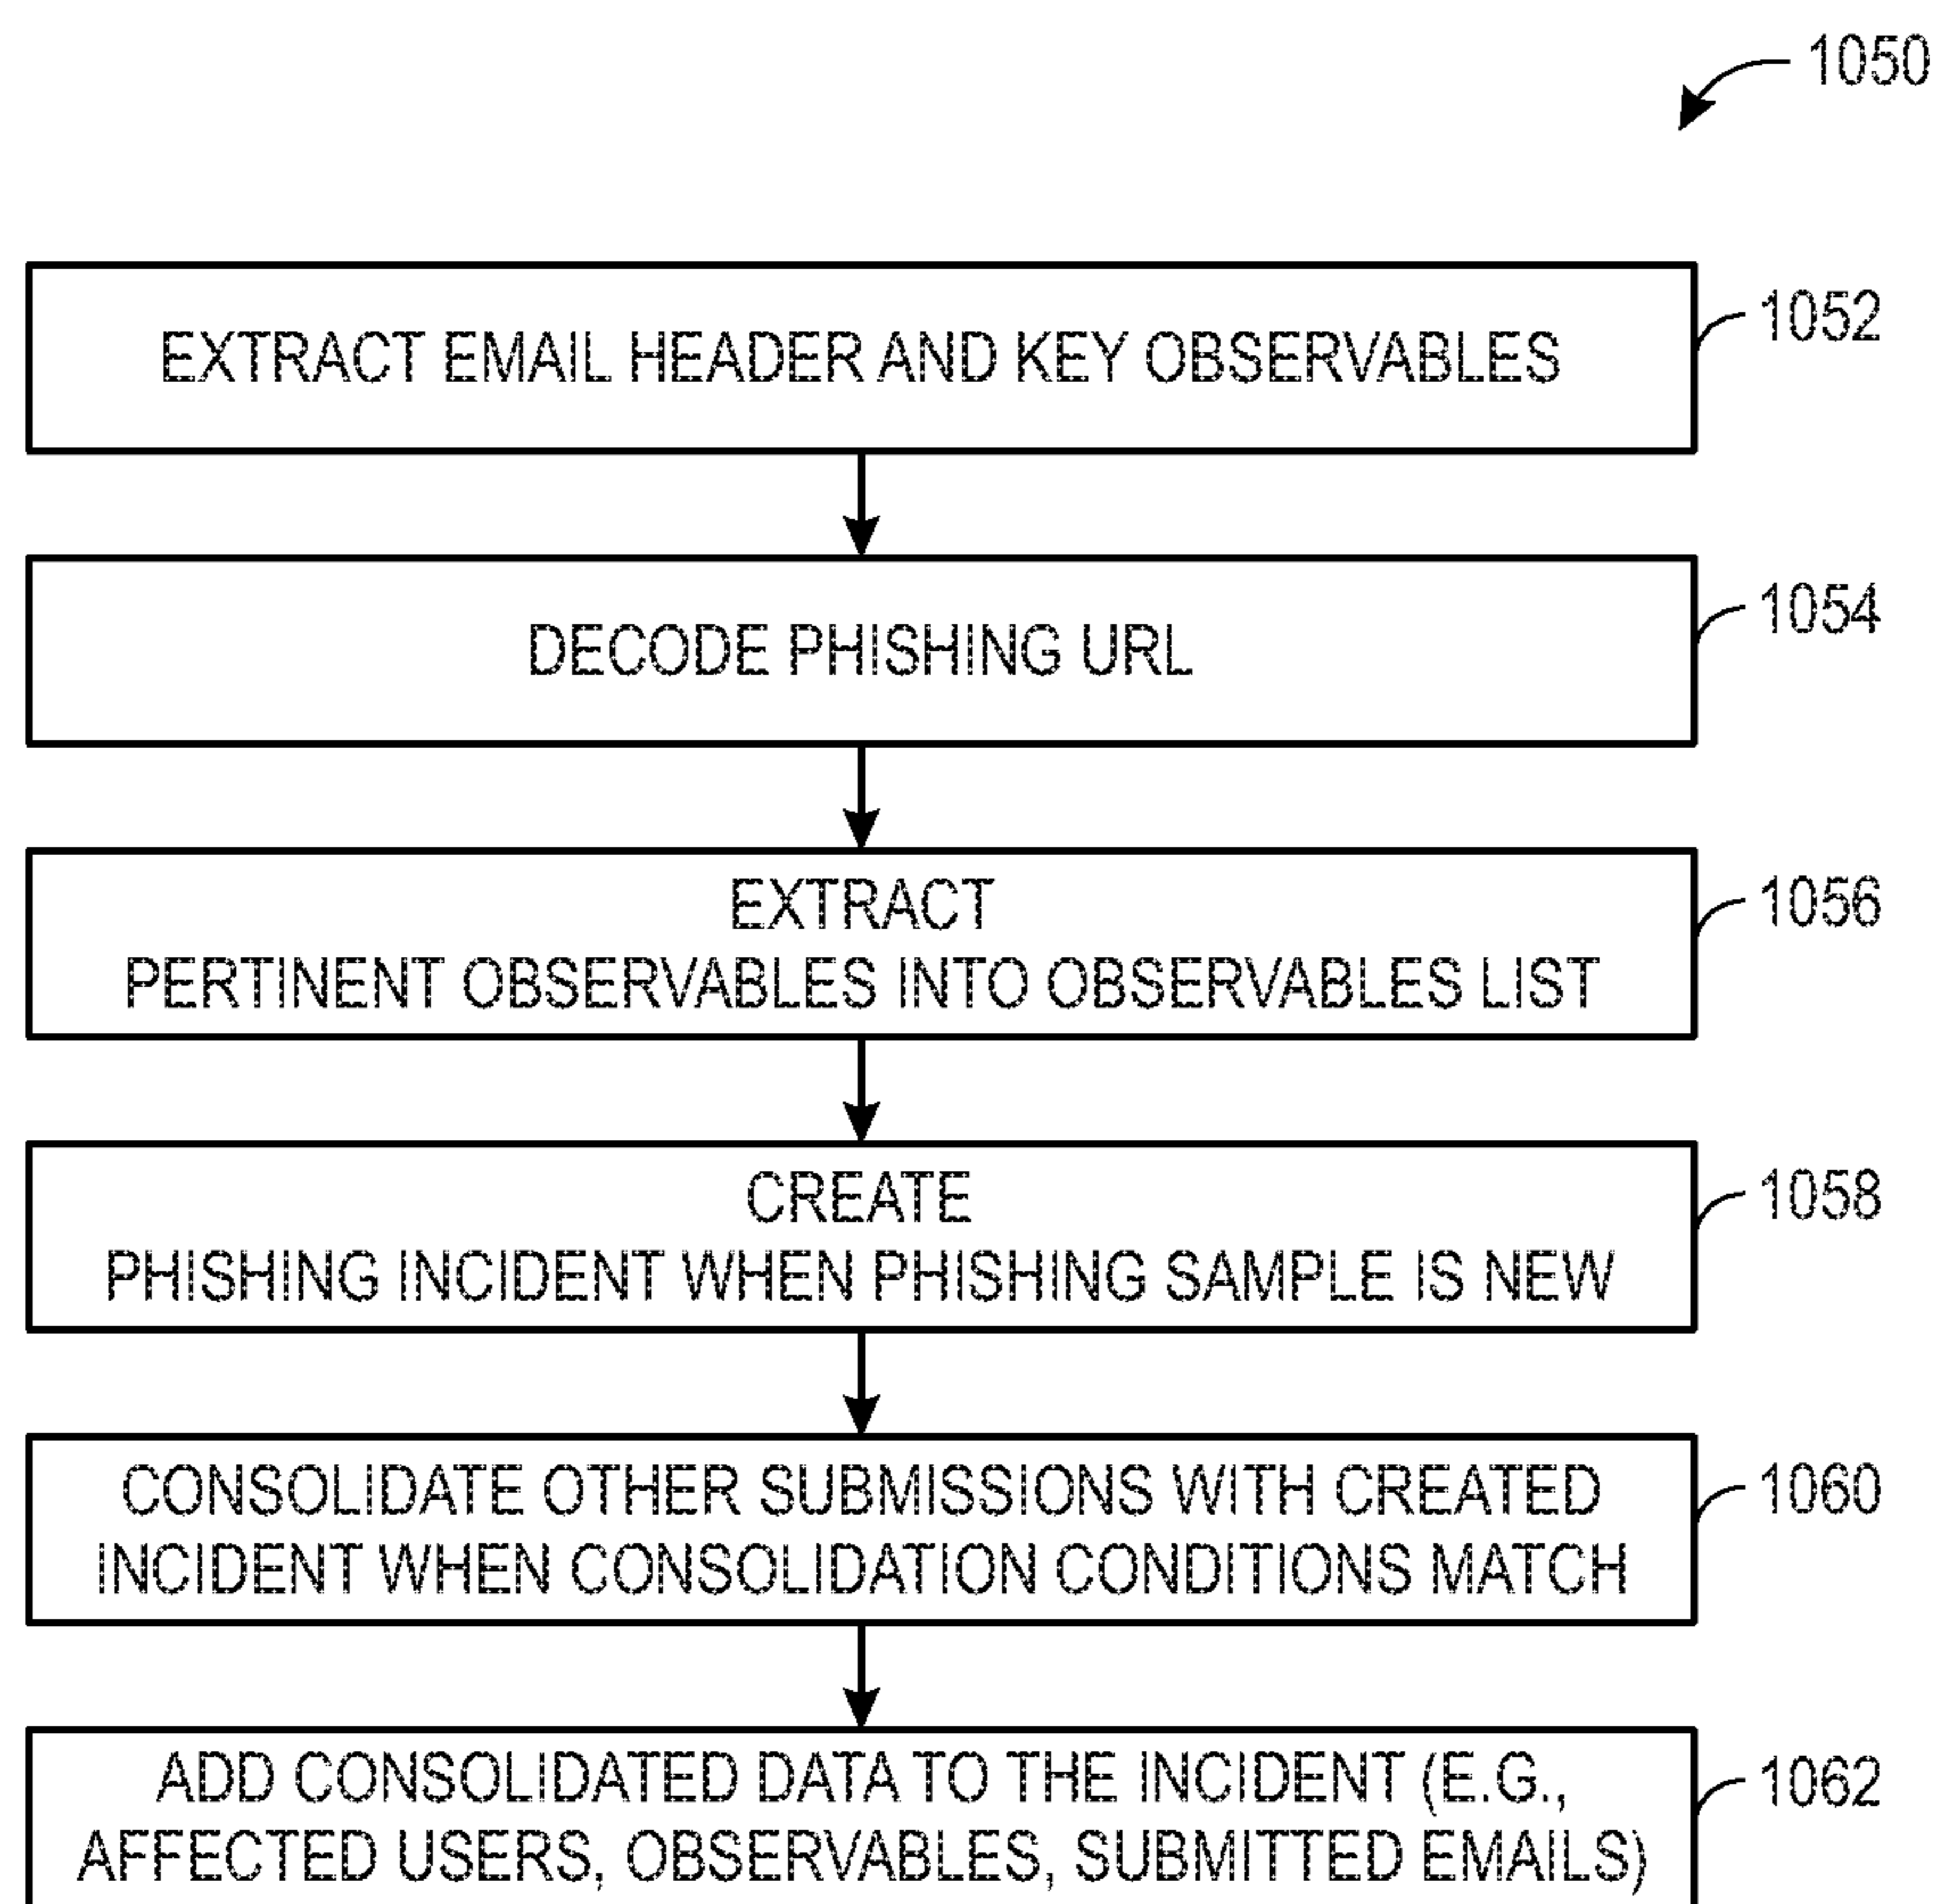 1050
EXTRACT EMAIL HEADER AND KEY OBSERVABLES
1052
DECODE PHISHING URL
1054
EXTRACT
PERTINENT OBSERVABLES INTO OBSERVABLES LIST
1056
CREATE
PHISHING INCIDENT WHEN PHISHING SAMPLE IS NEW
1058
CONSOLIDATE OTHER SUBMISSIONS WITH CREATED
INCIDENT WHEN CONSOLIDATION CONDITIONS MATCH
1060
ADD CONSOLIDATED DATA TO THE INCIDENT (E.G.,
AFFECTED USERS, OBSERVABLES, SUBMITTED EMAILS)
1062